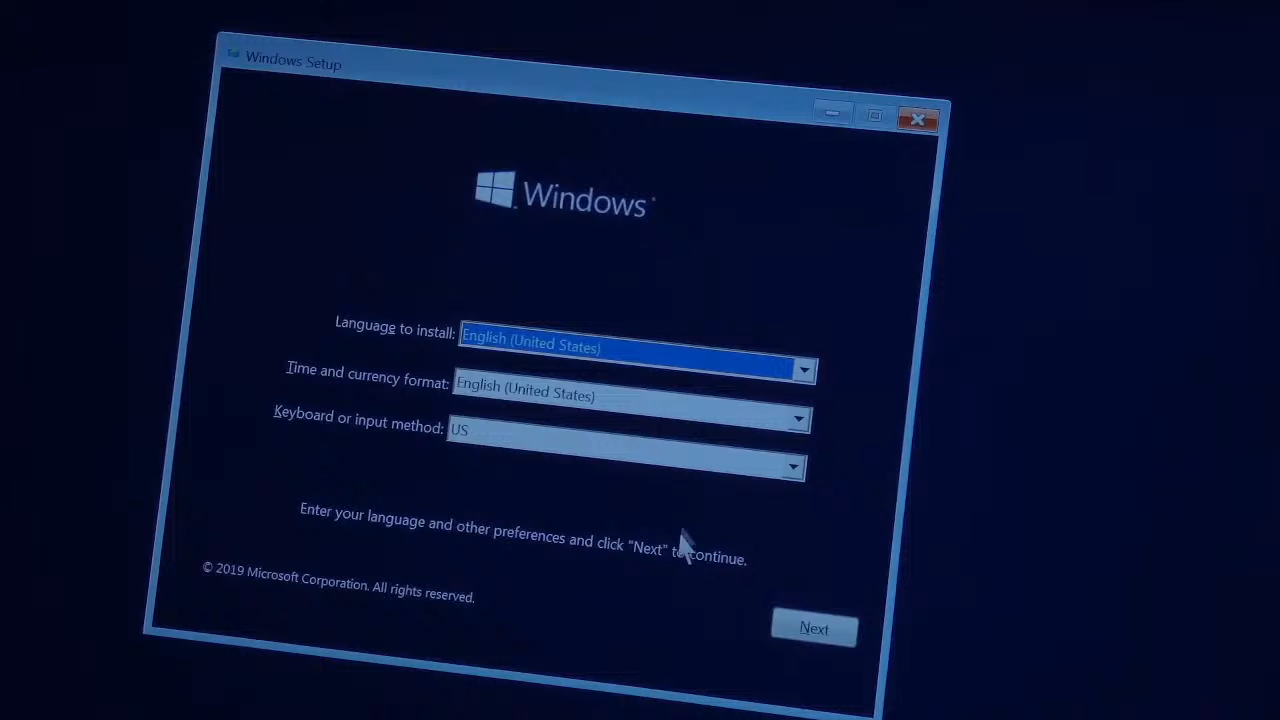 Windows Setup
Windows
Language to install: English (United States)
Time and currency format: English (United States)
Keyboard or input method: US
Enter your language and other preferences and click "Next" to continue.
© 2019 Microsoft Corporation. All rights reserved.
Next